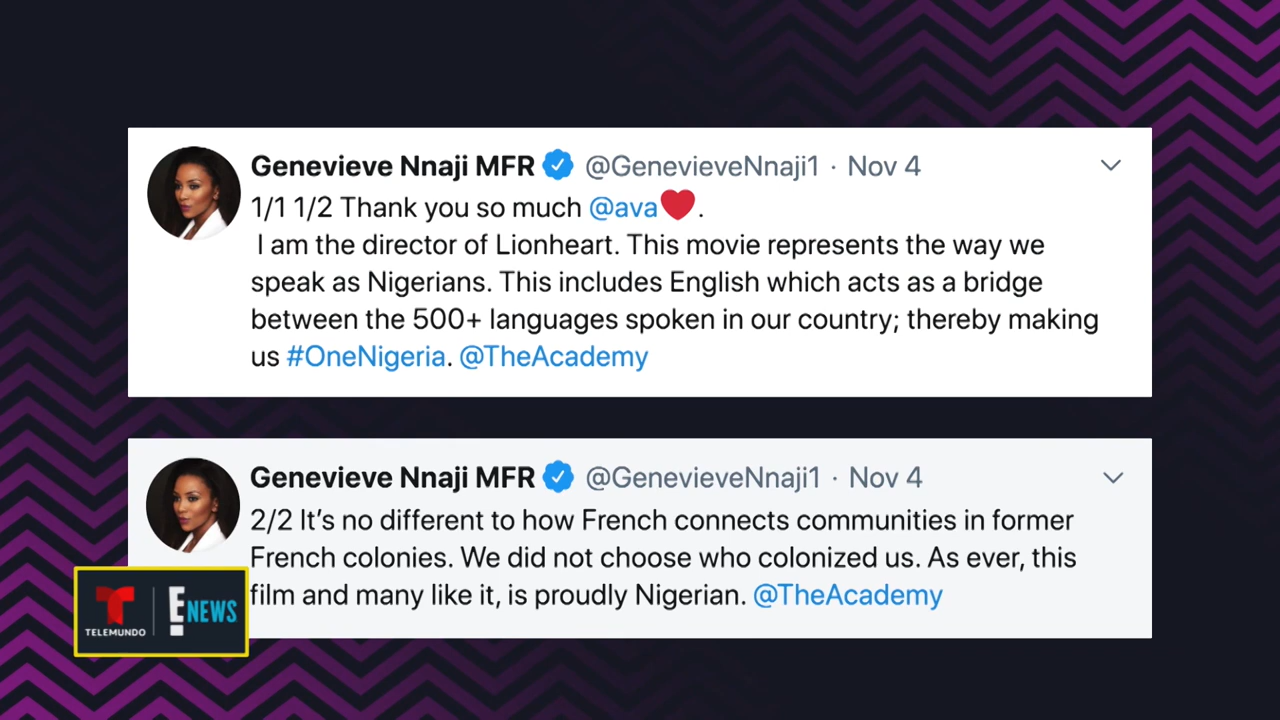 Genevieve Nnaji MFR @GenevieveNnaji1 · Nov 4
1/1 1/2 Thank you so much @ava❤️.
I am the director of Lionheart. This movie represents the way we
speak as Nigerians. This includes English which acts as a bridge
between the 500+ languages spoken in our country; thereby making
us #OneNigeria. @TheAcademy
Genevieve Nnaji MFR @GenevieveNnaji1 · Nov 4
2/2 It’s no different to how French connects communities in former
French colonies. We did not choose who colonized us. As ever, this
film and many like it, is proudly Nigerian. @TheAcademy
TELEMUNDO
E NEWS